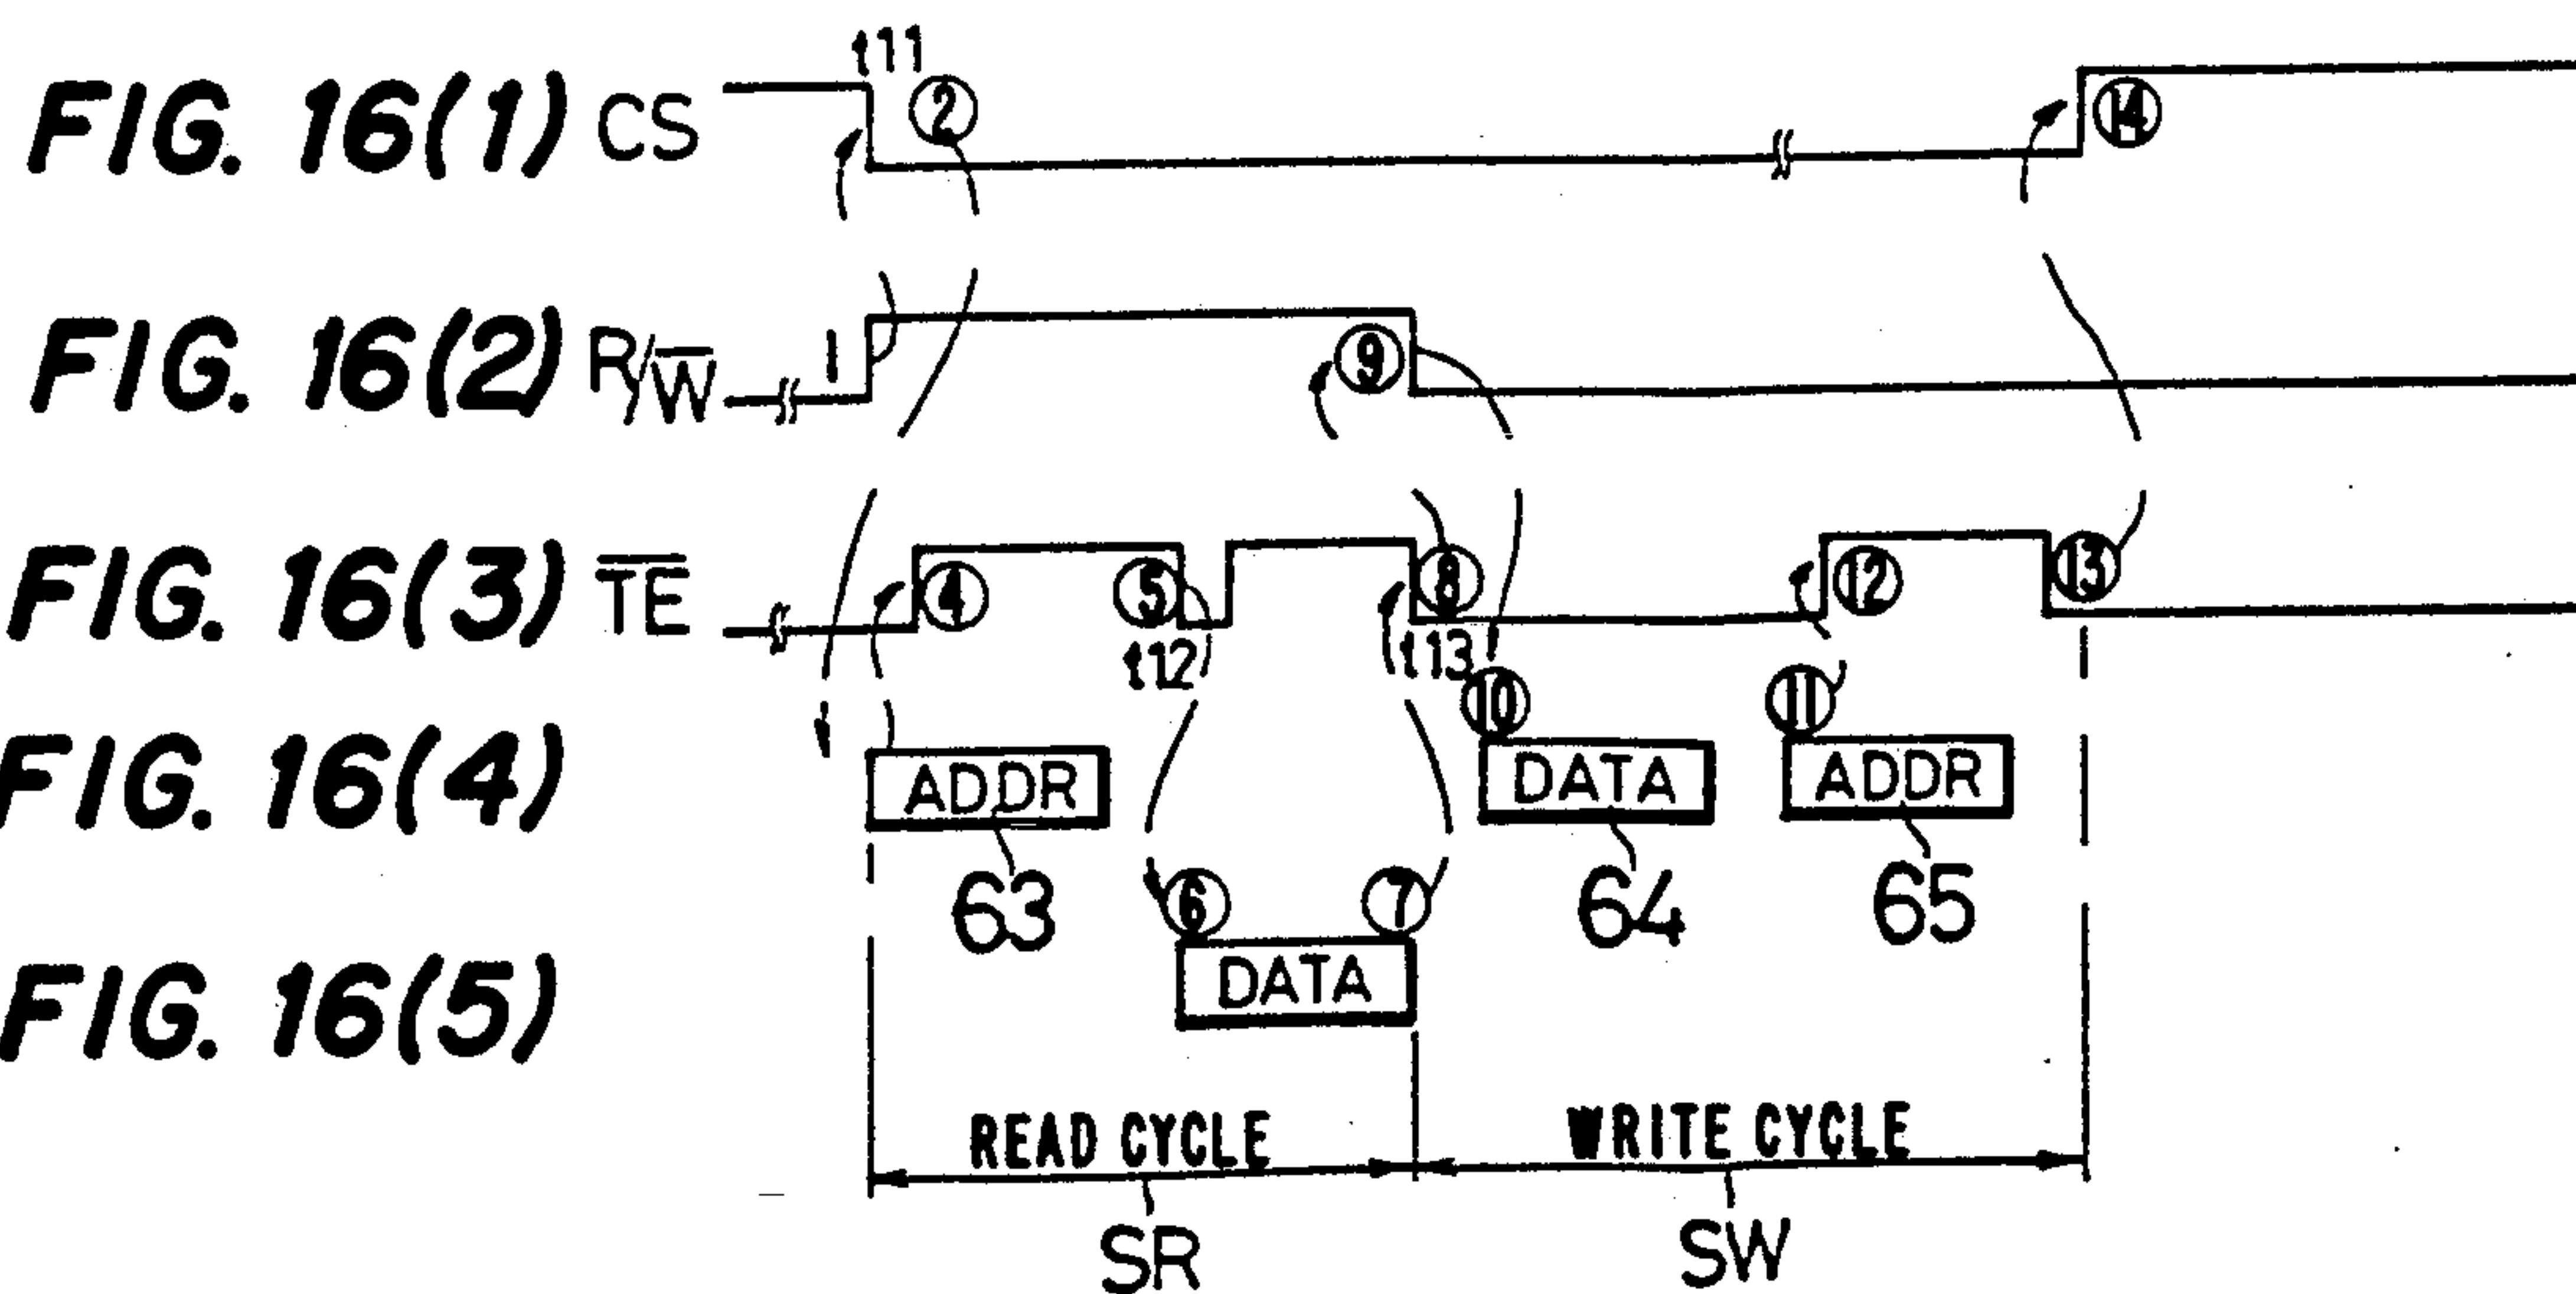 t11
FIG. 16(1) CS ② ⑭
FIG. 16(2) R/W̅ 1 ⑨
FIG. 16(3) T̅E̅ ④ ⑤ ⑧ ⑫ ⑬
t12 t13
⑩ ⑪
FIG. 16(4) ADDR DATA ADDR
63 64 65
⑥ ⑦
FIG. 16(5) DATA
READ CYCLE WRITE CYCLE
SR SW